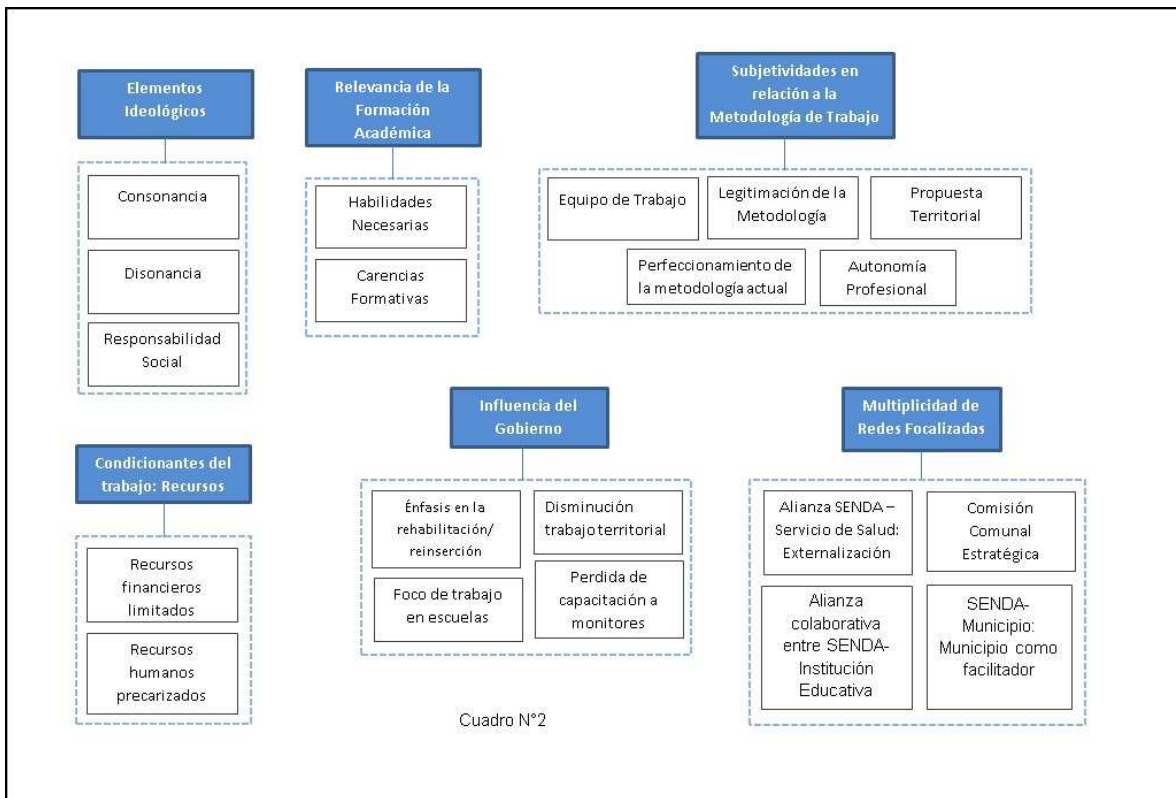 Elementos
Ideológicos
Consonancia
Disonancia
Responsabilidad
Social
Relevancia de la
Formación
Académica
Habilidades
Necesarias
Carencias
Formativas
Subjetividades en
relación a la
Metodología de Trabajo
Equipo de Trabajo
Legitimación de la
Metodología
Propuesta
Territorial
Perfeccionamiento de
la metodología actual
Autonomía
Profesional
Condicionantes del
trabajo: Recursos
Recursos
financieros
limitados
Recursos
humanos
precarizados
Influencia del
Gobierno
Énfasis en la
rehabilitación/
reinserción
Disminución
trabajo territorial
Foco de trabajo
en escuelas
Perdida de
capacitación a
monitores
Multiplicidad de
Redes Focalizadas
Alianza SENDA –
Servicio de Salud:
Externalización
Comisión
Comunal
Estratégica
Alianza
colaborativa
entre SENDA-
Institución
Educativa
SENDA-
Municipio:
Municipio como
facilitador
Cuadro N°2